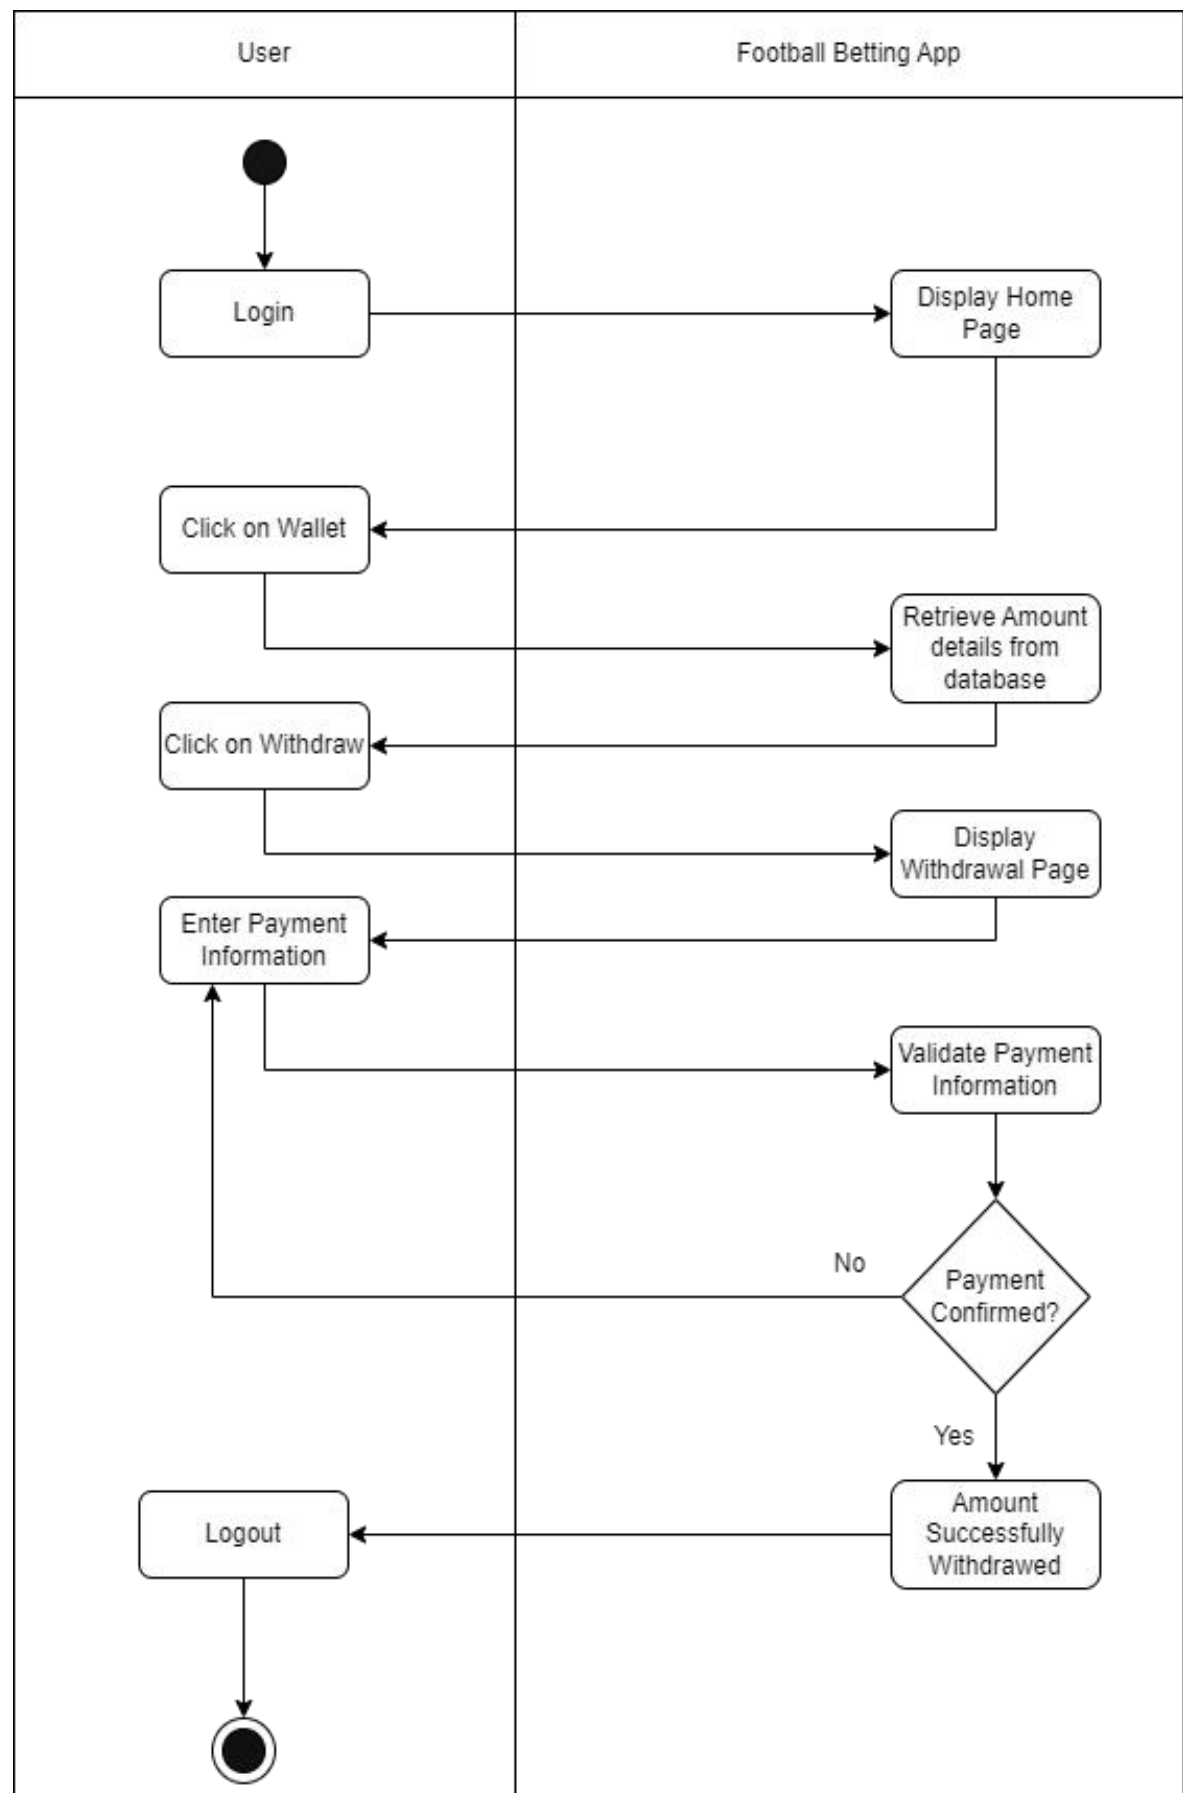 User
Football Betting App
Login
Display Home
Page
Click on Wallet
Retrieve Amount
details from
database
Click on Withdraw
Display
Withdrawal Page
Enter Payment
Information
Validate Payment
Information
No
Payment
Confirmed?
Yes
Amount
Successfully
Withdrawed
Logout